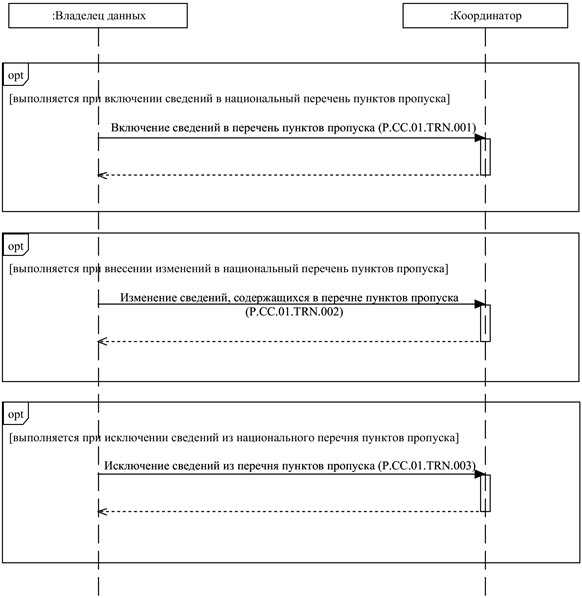 :Владелец данных
:Координатор
opt
[выполняется при включении сведений в национальный перечень пунктов пропуска]
Включение сведений в перечень пунктов пропуска (P.CC.01.TRN.001)
opt
[выполняется при внесении изменений в национальный перечень пунктов пропуска]
Изменение сведений, содержащихся в перечне пунктов пропуска
(P.CC.01.TRN.002)
opt
[выполняется при исключении сведений из национального перечня пунктов пропуска]
Исключение сведений из перечня пунктов пропуска (P.CC.01.TRN.003)